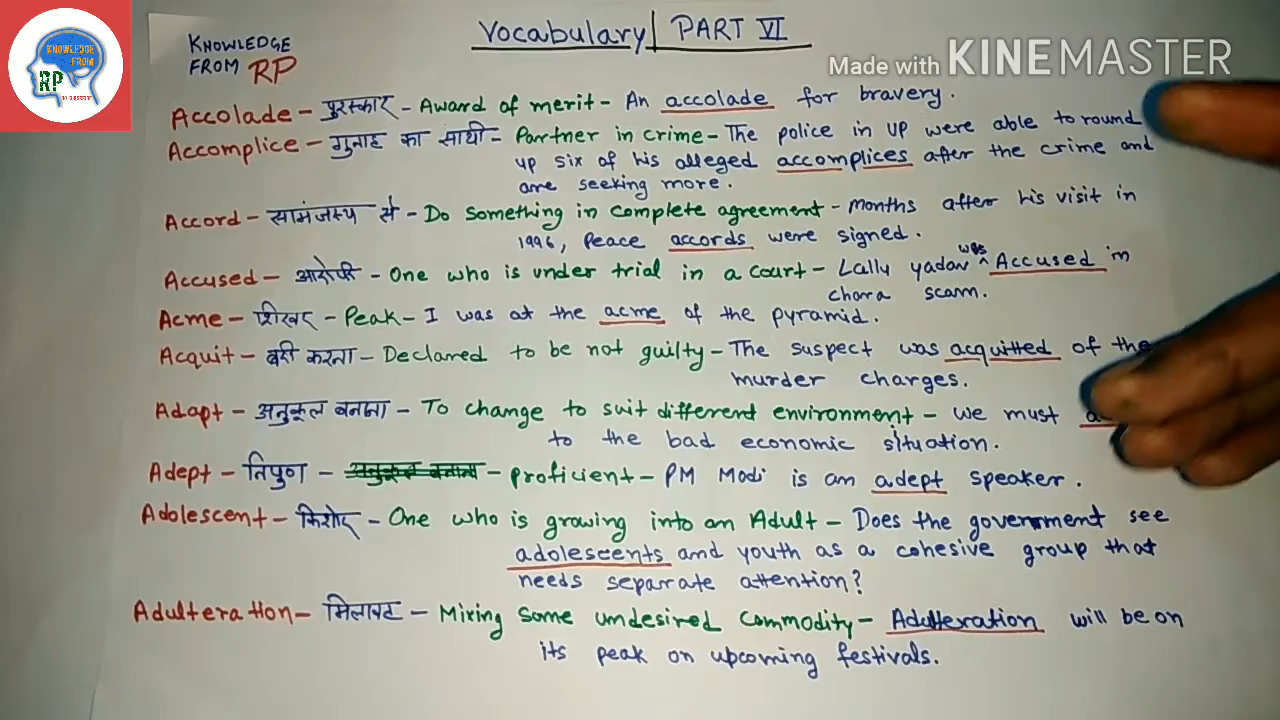 KNOWLEDGE FROM RP
KNOWLEDGE
FROM RP
Vocabulary PART VI
Made with KINEMASTER
Accolade – पुरस्कार – Award of merit – An accolade for bravery.
Accomplice – गुनाह का साथी – Partner in crime – The police in UP were able to round
up six of his alleged accomplices after the crime and
are seeking more.
Accord – सामंजस्य से – Do something in complete agreement – months after his visit in
1996, Peace accords were signed.
Accused – आरोपी – One who is under trial in a court – Lally yadav was Accused in
chara scam.
Acme – शिखर – Peak – I was at the acme of the pyramid.
Acquit – बरी करना – Declared to be not guilty – The suspect was acquitted of the
murder charges.
Adapt – अनुकूल बनाना – To change to suit different environment – we must
to the bad economic situation.
Adept – निपुण – अनुकूल बनाना – proficient – PM Modi is an adept speaker.
Adolescent – किशोर – One who is growing into an Adult – Does the government see
adolescents and youth as a cohesive group that
needs separate attention?
Adulteration – मिलावट – Mixing some undesired commodity – Adulteration will be on
its peak on upcoming festivals.